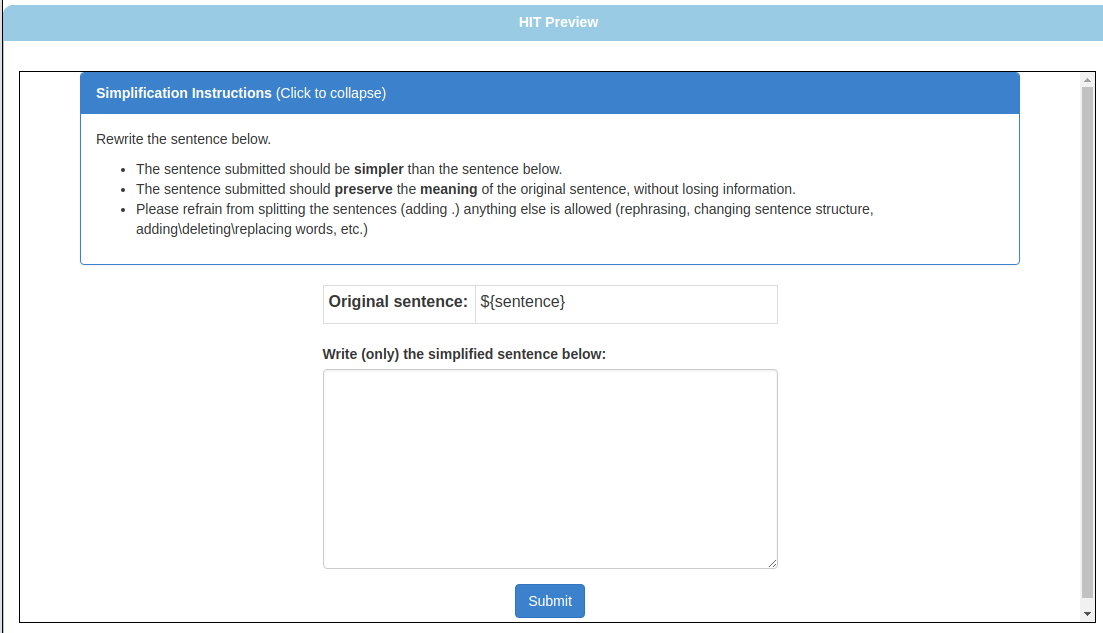 HIT Preview
Simplification Instructions (Click to collapse)
Rewrite the sentence below.
• The sentence submitted should be simpler than the sentence below.
• The sentence submitted should preserve the meaning of the original sentence, without losing information.
• Please refrain from splitting the sentences (adding .) anything else is allowed (rephrasing, changing sentence structure,
adding\deleting\replacing words, etc.)
Original sentence: ${sentence}
Write (only) the simplified sentence below:
Submit